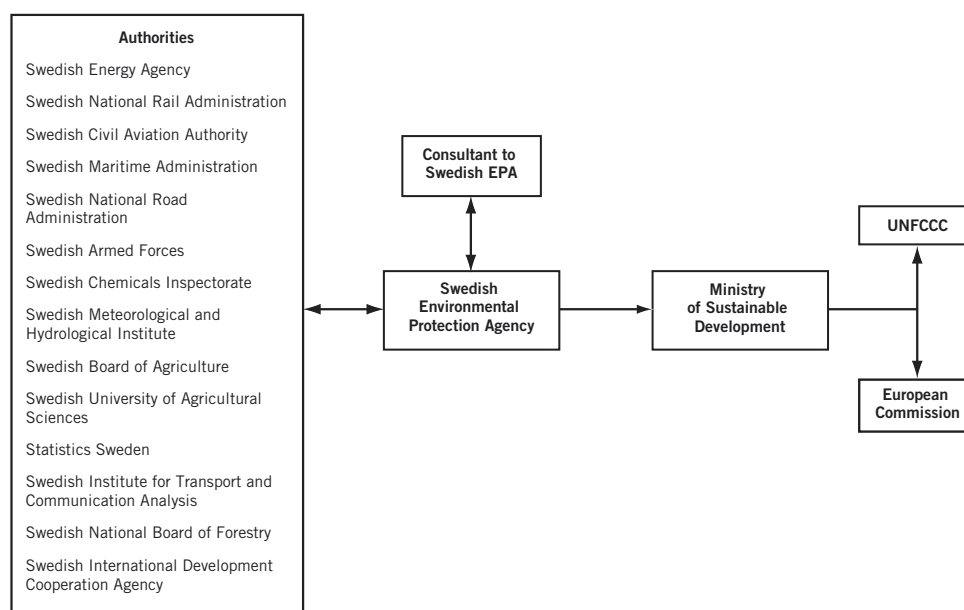 Authorities
Swedish Energy Agency
Swedish National Rail Administration
Swedish Civil Aviation Authority
Swedish Maritime Administration
Swedish National Road
Administration
Swedish Armed Forces
Swedish Chemicals Inspectorate
Swedish Meteorological and
Hydrological Institute
Swedish Board of Agriculture
Swedish University of Agricultural
Sciences
Statistics Sweden
Swedish Institute for Transport and
Communication Analysis
Swedish National Board of Forestry
Swedish International Development
Cooperation Agency
Consultant to
Swedish EPA
Swedish
Environmental
Protection Agency
Ministry
of Sustainable
Development
UNFCCC
European
Commission